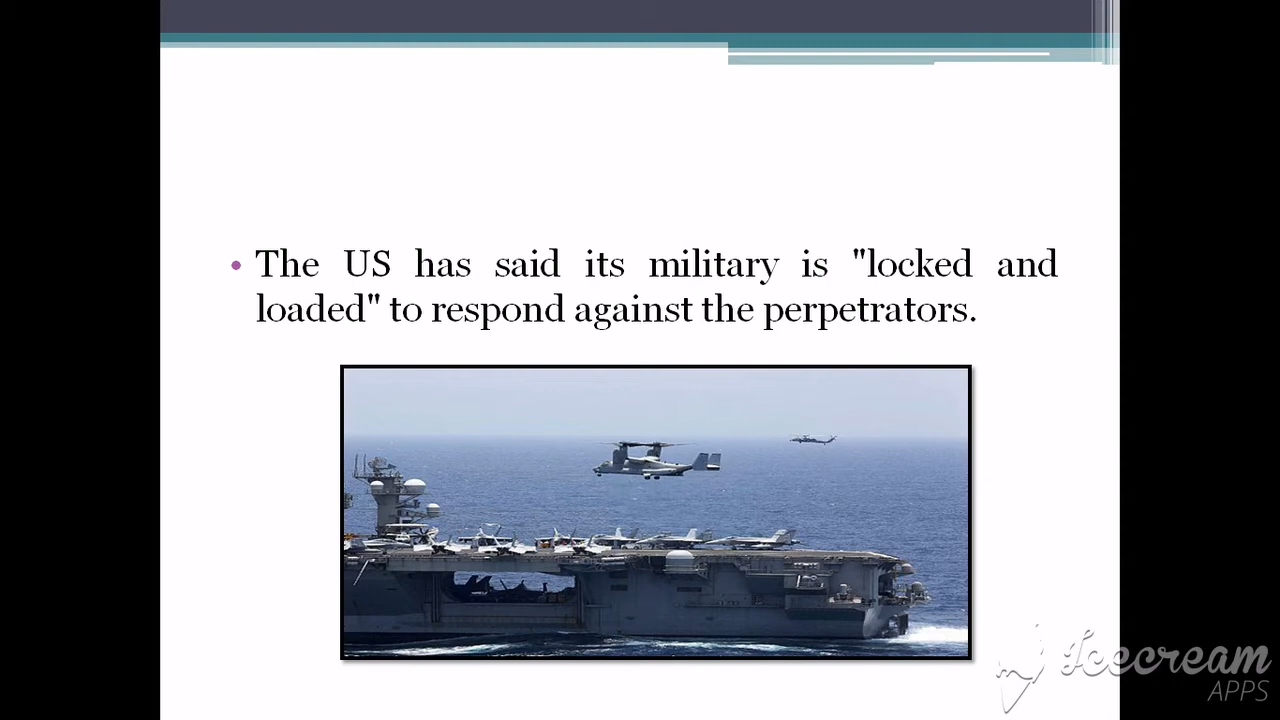 • The US has said its military is "locked and
loaded" to respond against the perpetrators.
Icecream
APPS